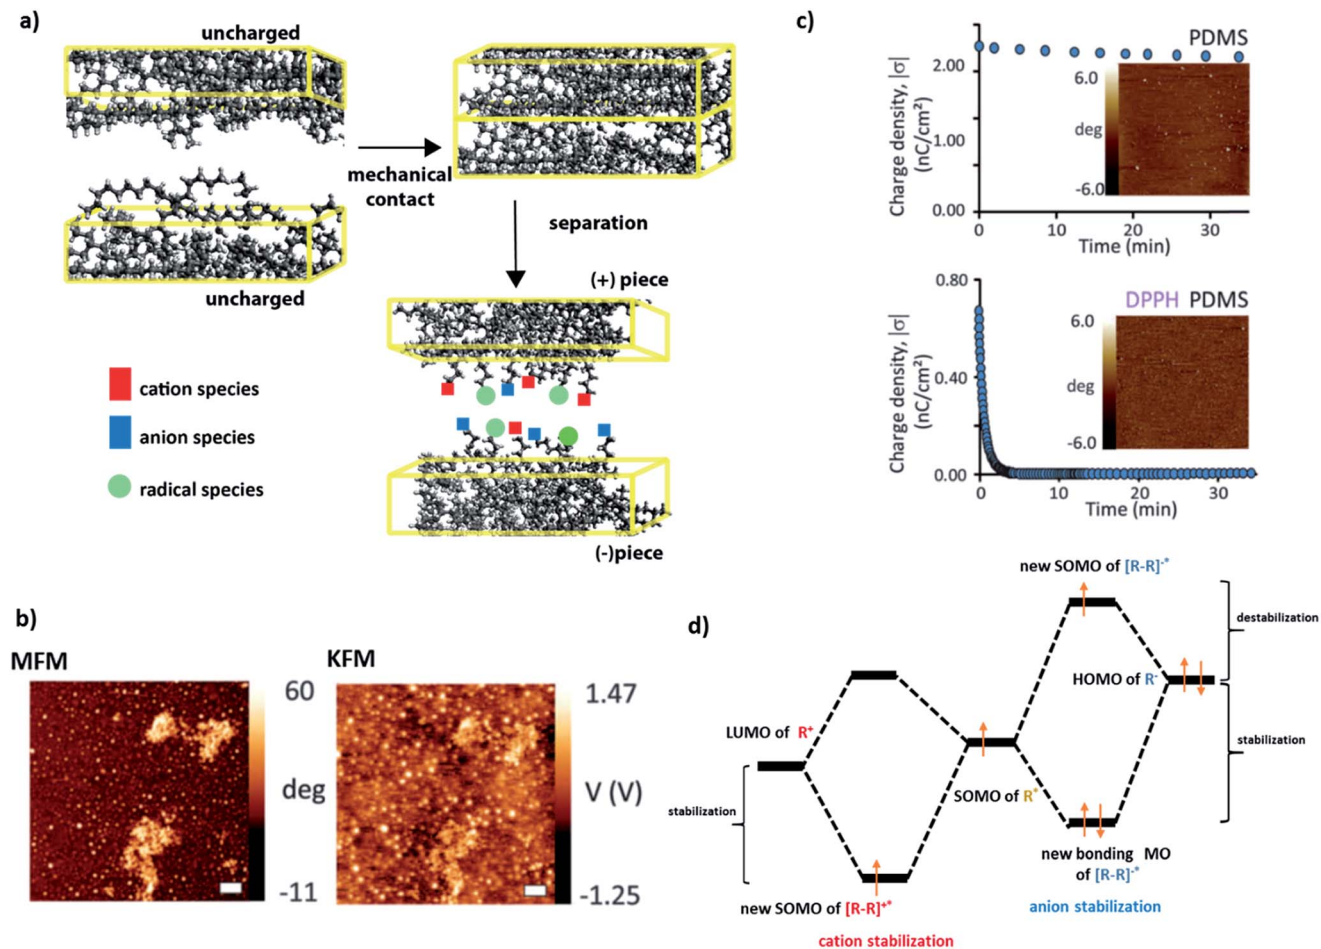 a)
uncharged
mechanical
contact
uncharged
separation
(+) piece
cation species
anion species
radical species
(-)piece
b)
MFM
60
deg
-11
KFM
1.47
V (V)
-1.25
c)
PDMS
Charge density, |σ|
(nC/cm²)
2.00
1.00
0.00
6.0
deg
-6.0
0
10
20
30
Time (min)
DPPH PDMS
Charge density, |σ|
(nC/cm²)
0.80
0.40
0.00
6.0
deg
-6.0
0
10
20
30
Time (min)
d)
new SOMO of [R-R]-*
destabilization
HOMO of R-
LUMO of R+
stabilization
SOMO of R*
stabilization
new bonding MO
of [R-R]-*
new SOMO of [R-R]+*
anion stabilization
cation stabilization